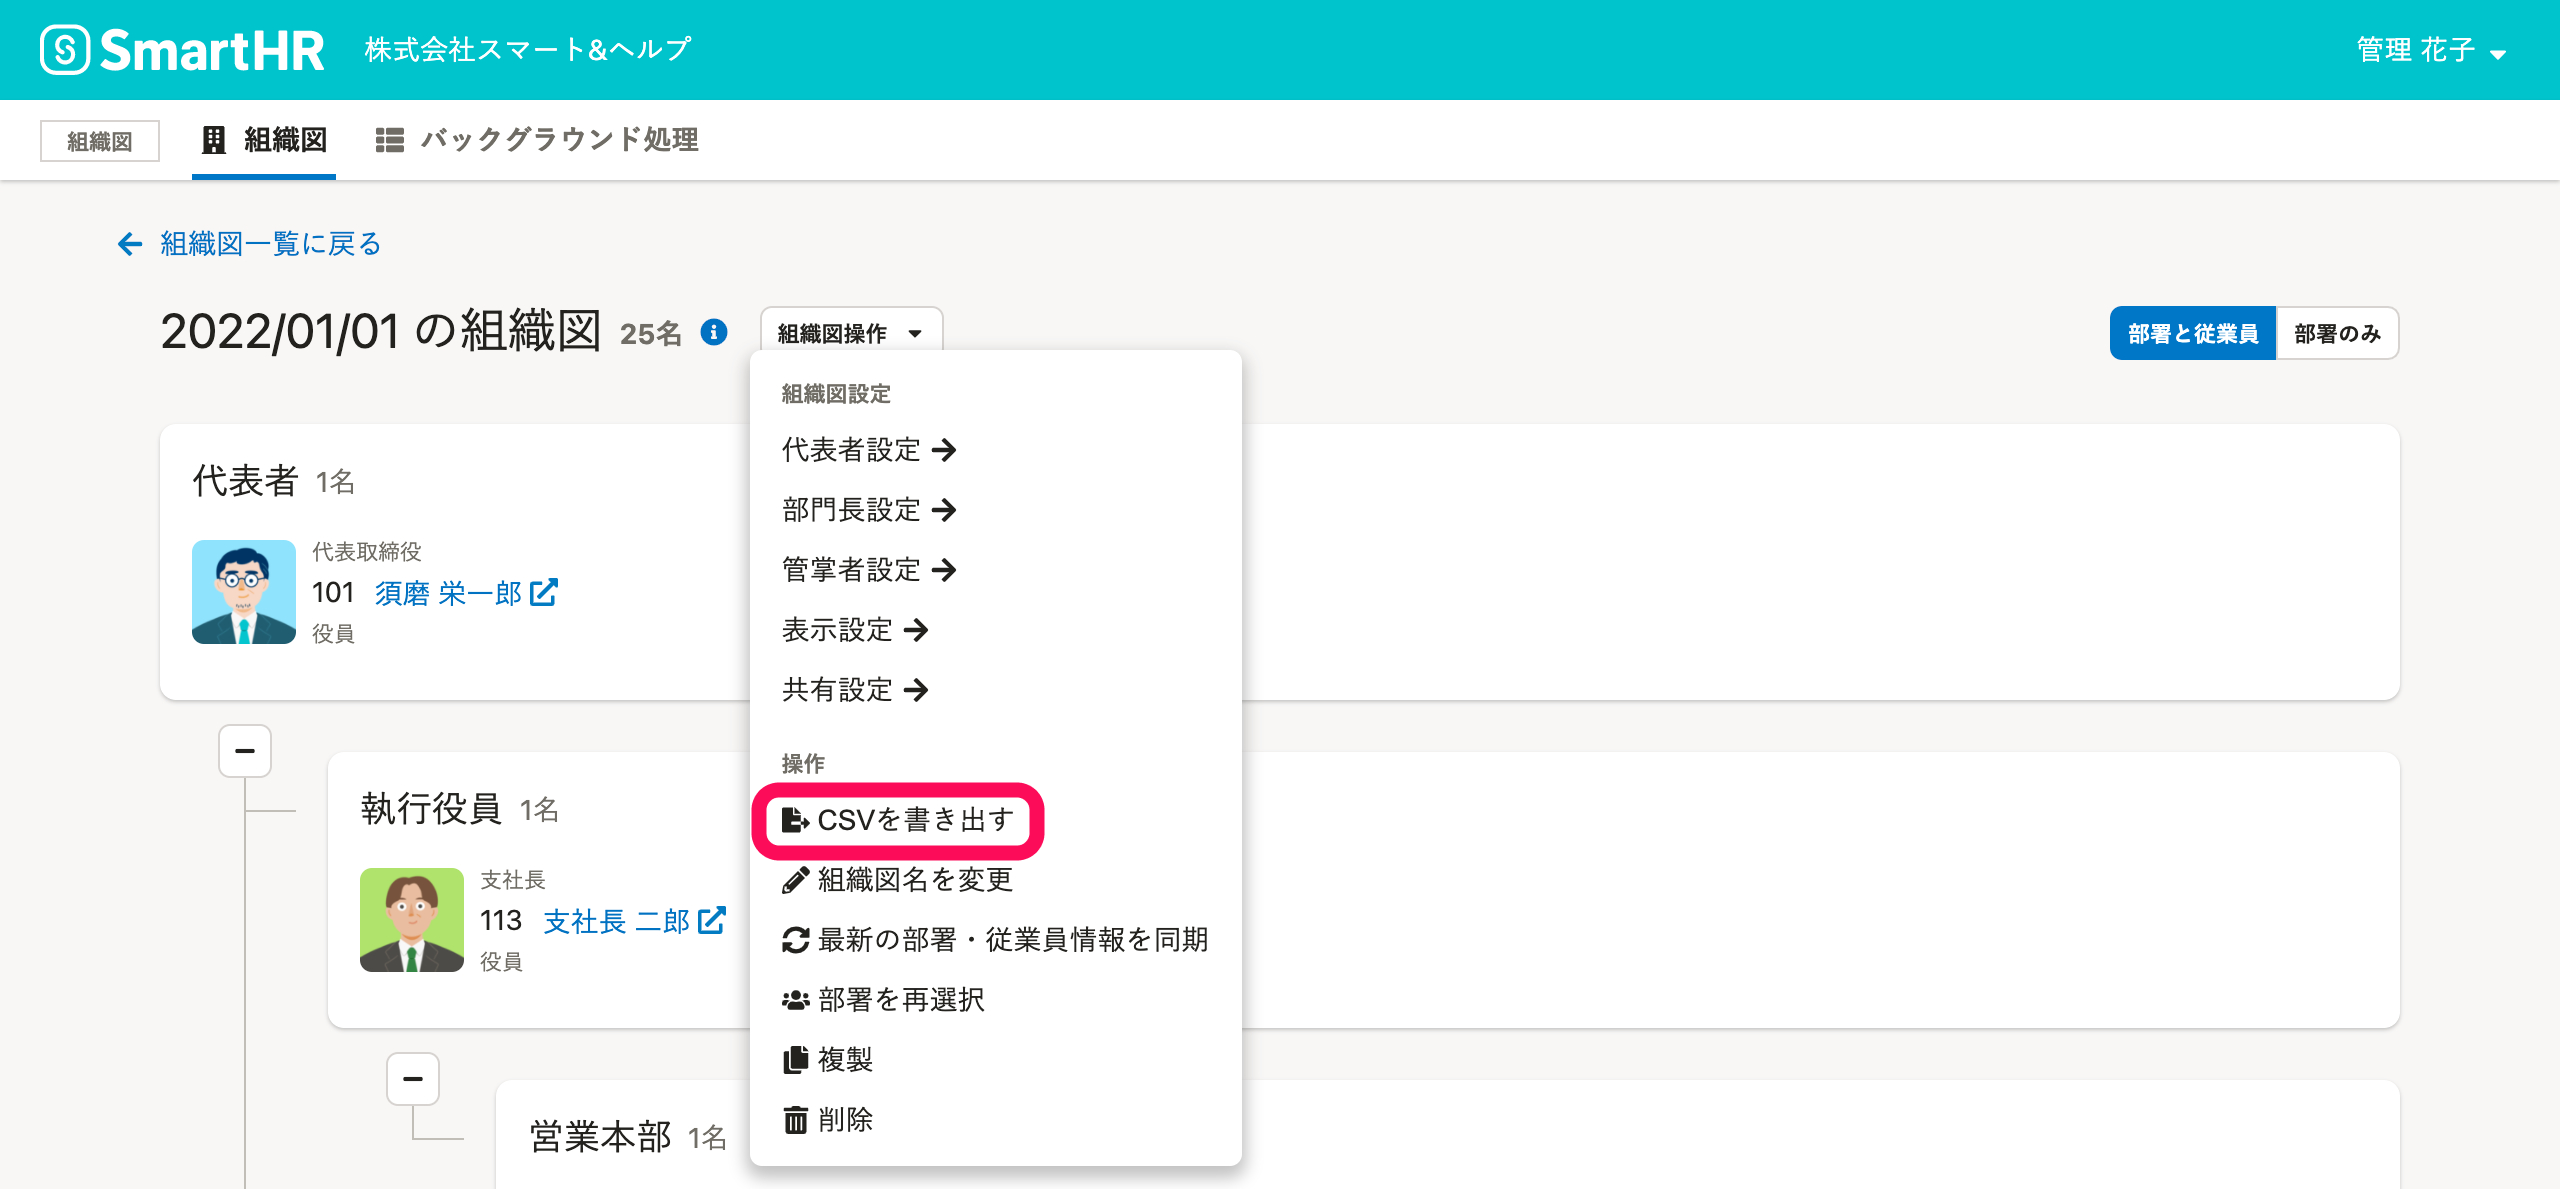 SmartHR 株式会社スマート&ヘルプ 管理 花子
組織図 組織図 バックグラウンド処理
組織図一覧に戻る
2022/01/01 の組織図 25名 組織図操作 部署と従業員 部署のみ
組織図設定
代表者設定
部門長設定
管掌者設定
表示設定
共有設定
操作
CSVを書き出す
組織図名を変更
最新の部署・従業員情報を同期
部署を再選択
複製
削除
代表者 1名
代表取締役
101 須磨 栄一郎
役員
執行役員 1名
支社長
113 支社長 二郎
役員
営業本部 1名